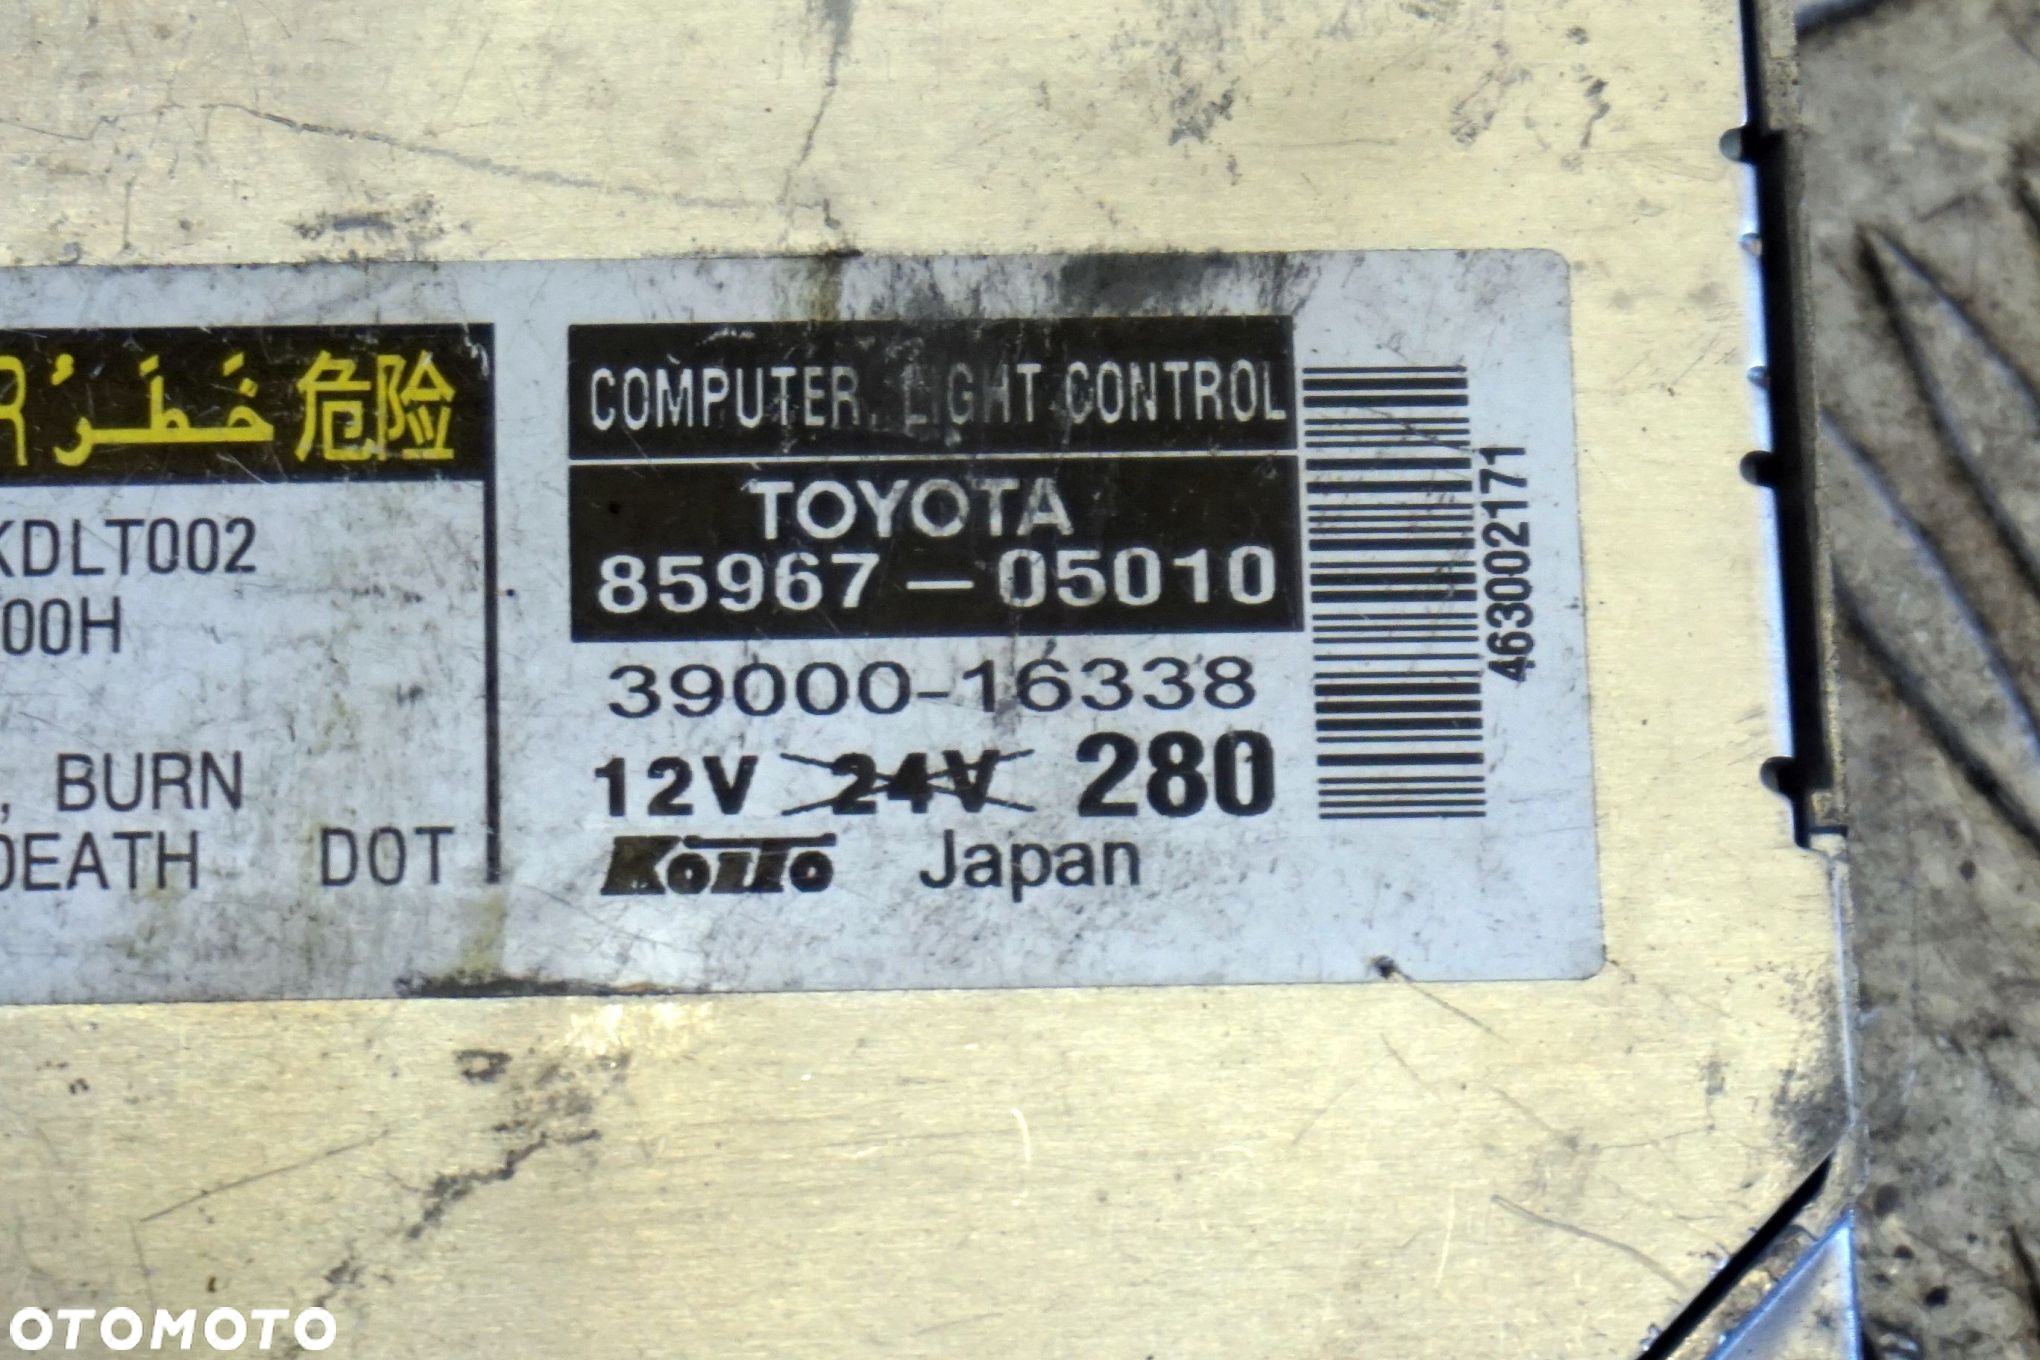 خَطَرُ 危险
KDLT002
00H
, BURN
DEATH DOT
COMPUTER, LIGHT CONTROL
TOYOTA
85967-05010
39000-16338
12V 24V 280
KOITO Japan
463002171
OTOMOTO